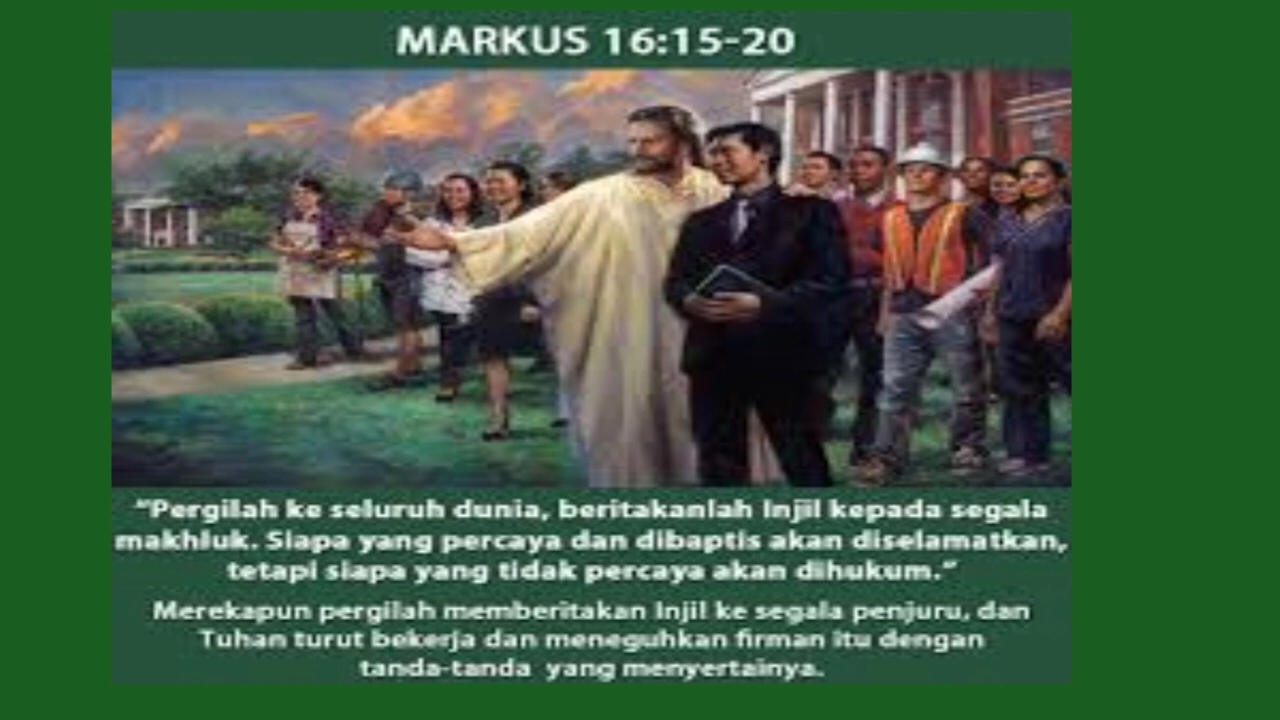 MARKUS 16:15-20
"Pergilah ke seluruh dunia, beritakanlah Injil kepada segala
makhluk. Siapa yang percaya dan dibaptis akan diselamatkan,
tetapi siapa yang tidak percaya akan dihukum."
Merekapun pergilah memberitakan Injil ke segala penjuru, dan
Tuhan turut bekerja dan meneguhkan firman itu dengan
tanda-tanda yang menyertainya.